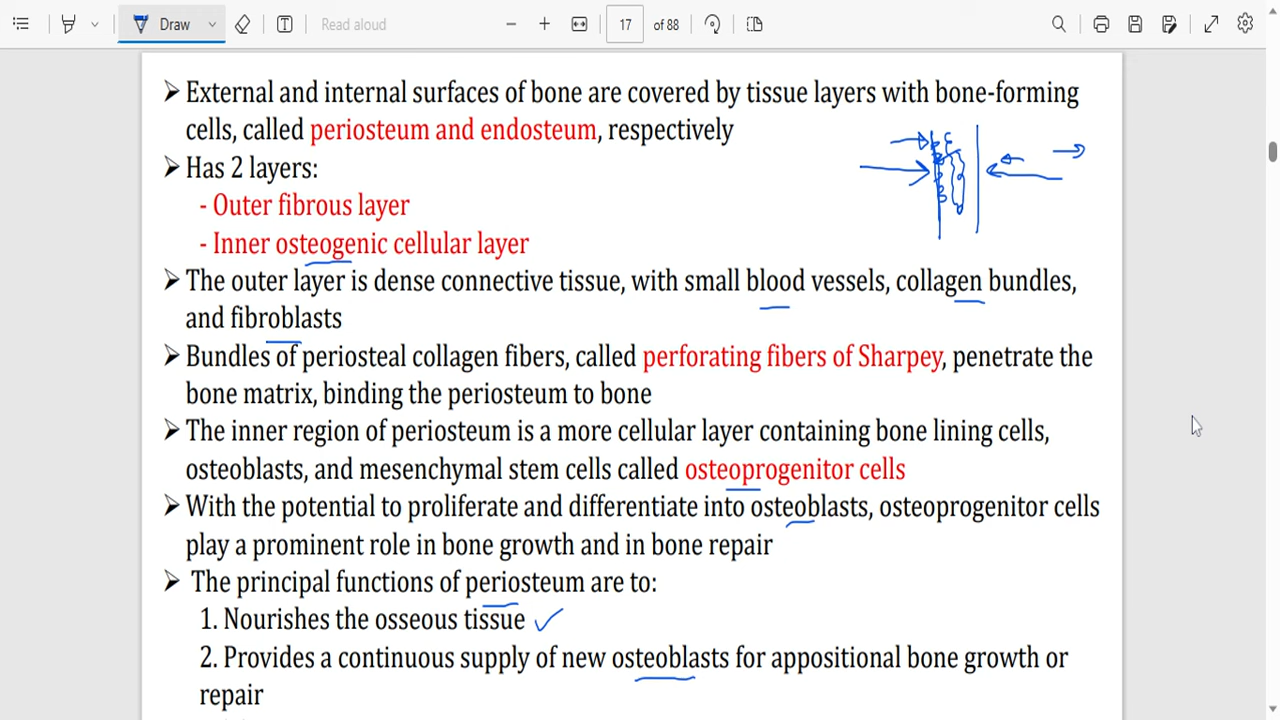 Draw
Read aloud
17 of 88
➢ External and internal surfaces of bone are covered by tissue layers with bone-forming
cells, called periosteum and endosteum, respectively
➢ Has 2 layers:
- Outer fibrous layer
- Inner osteogenic cellular layer
➢ The outer layer is dense connective tissue, with small blood vessels, collagen bundles,
and fibroblasts
➢ Bundles of periosteal collagen fibers, called perforating fibers of Sharpey, penetrate the
bone matrix, binding the periosteum to bone
➢ The inner region of periosteum is a more cellular layer containing bone lining cells,
osteoblasts, and mesenchymal stem cells called osteoprogenitor cells
➢ With the potential to proliferate and differentiate into osteoblasts, osteoprogenitor cells
play a prominent role in bone growth and in bone repair
➢ The principal functions of periosteum are to:
1. Nourishes the osseous tissue
2. Provides a continuous supply of new osteoblasts for appositional bone growth or
repair